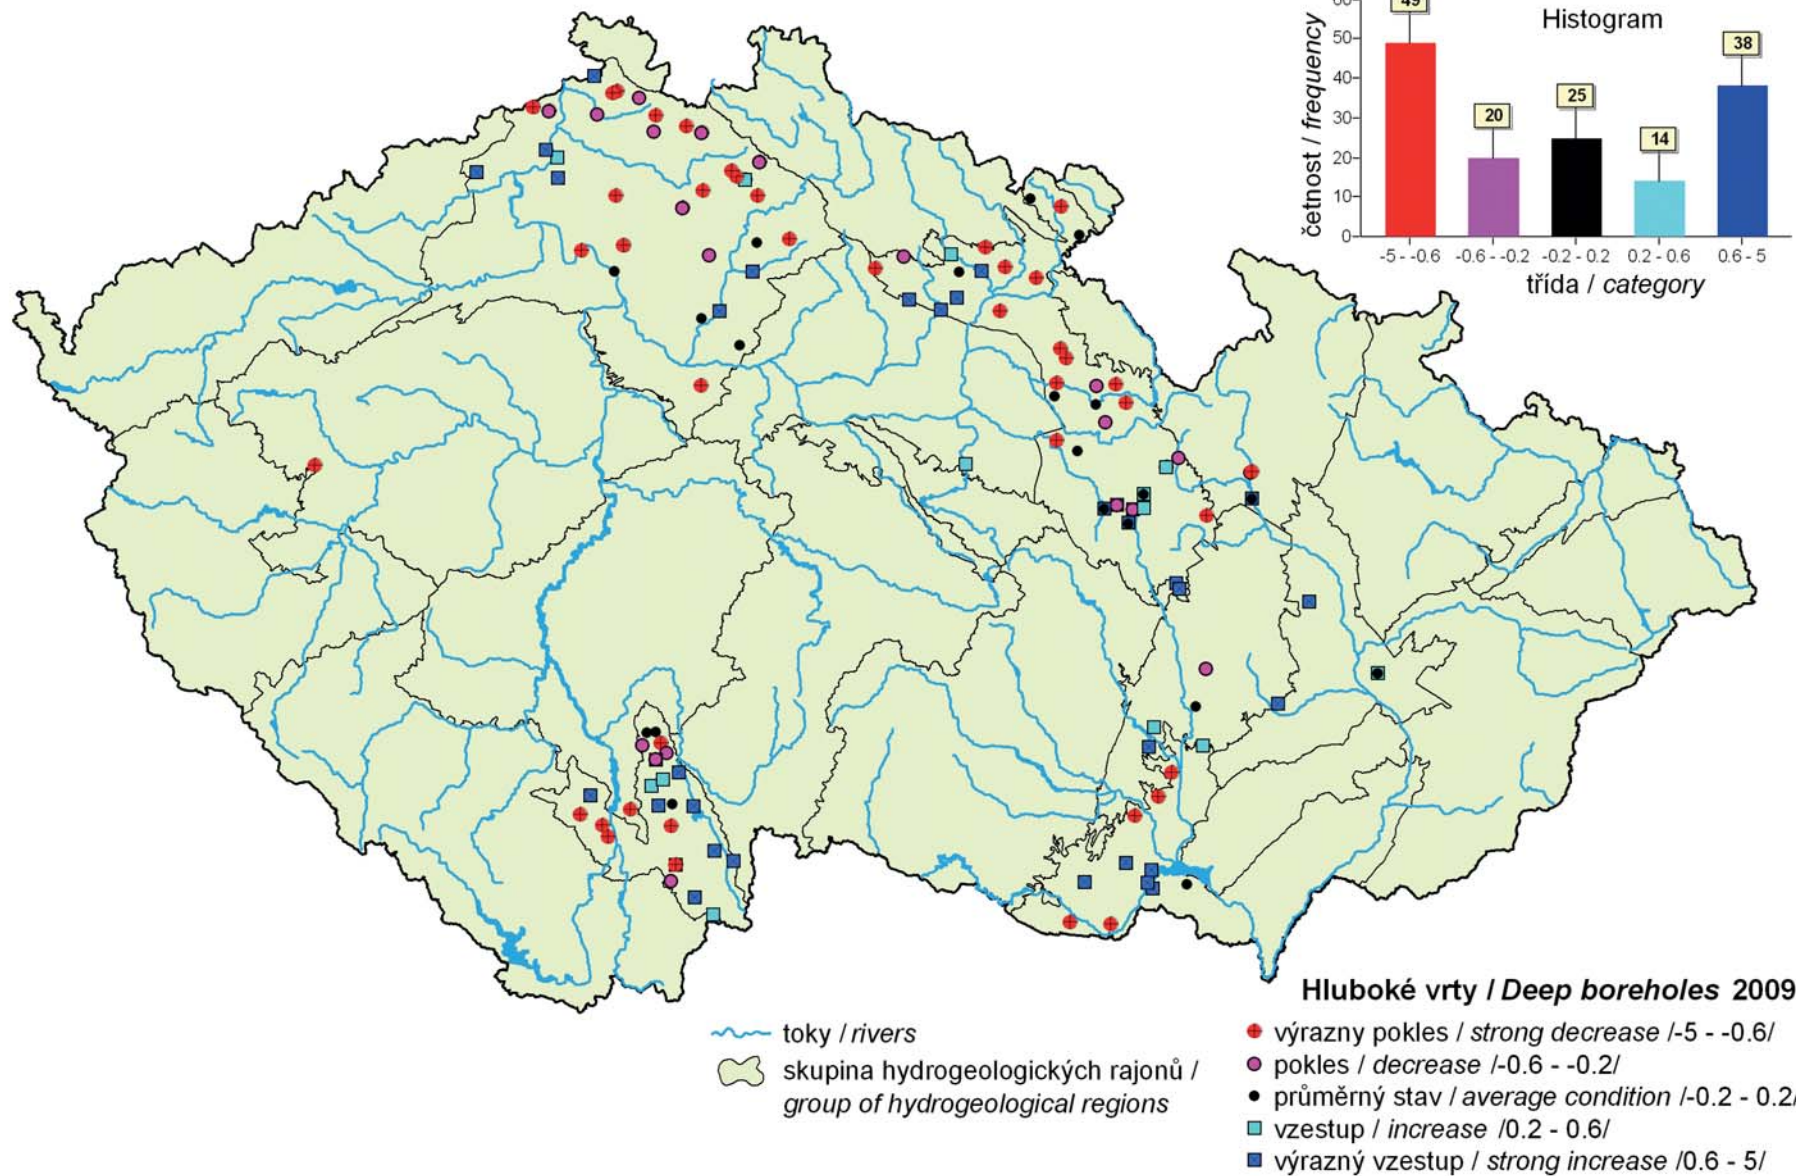 60
49
Histogram
50
38
40
25
30
20
14
20
10
0
četnost / frequency
-5 - -0.6
-0.6 - -0.2
-0.2 - 0.2
0.2 - 0.6
0.6 - 5
třída / category
Hluboké vrty / Deep boreholes 2009
výrazny pokles / strong decrease /-5 - -0.6/
pokles / decrease /-0.6 - -0.2/
průměrný stav / average condition /-0.2 - 0.2/
vzestup / increase /0.2 - 0.6/
výrazný vzestup / strong increase /0.6 - 5/
toky / rivers
skupina hydrogeologických rajonů /
group of hydrogeological regions